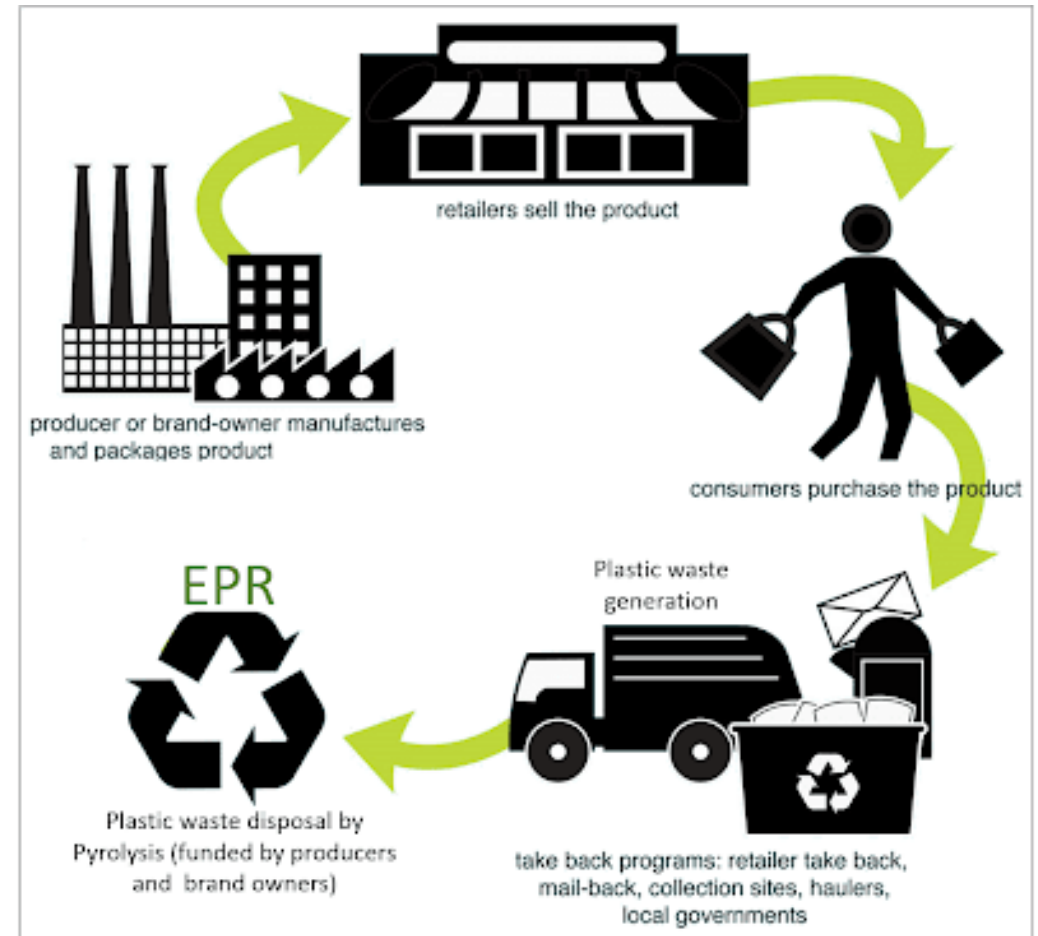 retailers sell the product
producer or brand-owner manufactures
and packages product
consumers purchase the product
EPR
Plastic waste disposal by
Pyrolysis (funded by producers
and brand owners)
Plastic waste
generation
take back programs: retailer take back,
mail-back, collection sites, haulers,
local governments